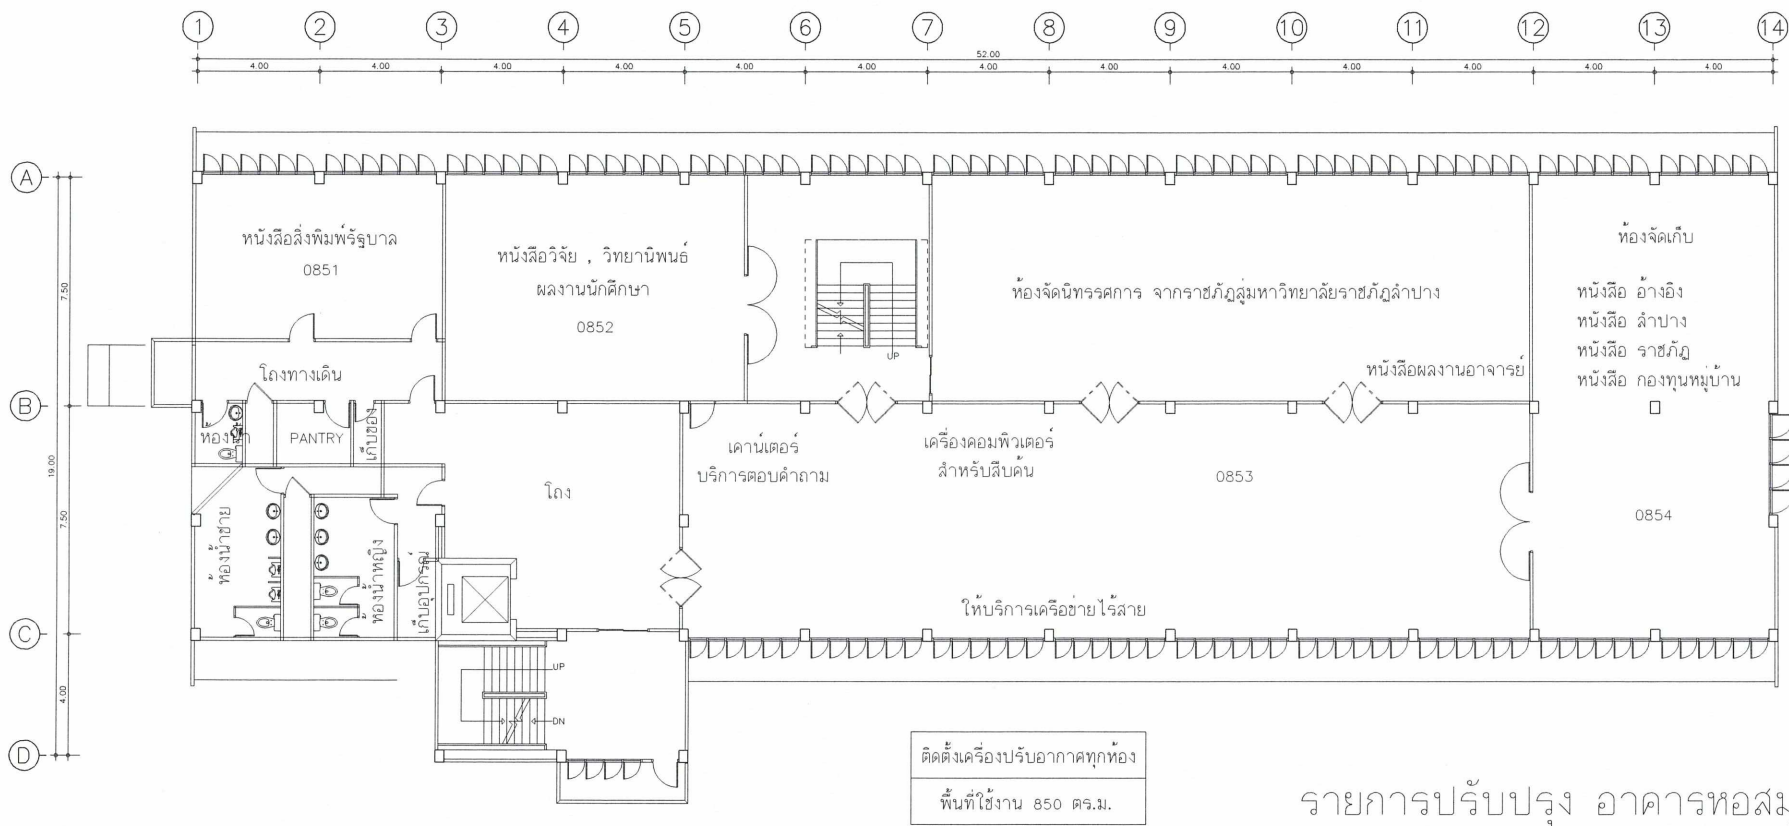 1 2 3 4 5 6 7 8 9 10 11 12 13 14
52.00
4.00 4.00 4.00 4.00 4.00 4.00 4.00 4.00 4.00 4.00 4.00 4.00 4.00
A
B
C
D
7.50
7.50
4.00
19.00
หนังสือสิ่งพิมพ์รัฐบาล
0851
หนังสือวิจัย , วิทยานิพนธ์
ผลงานนักศึกษา
0852
UP
ห้องจัดนิทรรศการ จากราชภัฏสู่มหาวิทยาลัยราชภัฏลำปาง
หนังสือผลงานอาจารย์
ห้องจัดเก็บ
หนังสือ อ้างอิง
หนังสือ ลำปาง
หนังสือ ราชภัฏ
หนังสือ กองทุนหมู่บ้าน
โถงทางเดิน
ห้องน้ำ
PANTRY
เก็บของ
ห้องน้ำชาย
ห้องน้ำหญิง
เก็บอุปกรณ์
โถง
เคาน์เตอร์
บริการตอบคำถาม
เครื่องคอมพิวเตอร์
สำหรับสืบค้น
0853
0854
ให้บริการเครือข่ายไร้สาย
UP
DN
ติดตั้งเครื่องปรับอากาศทุกห้อง
พื้นที่ใช้งาน 850 ตร.ม.
รายการปรับปรุง อาคารหอสม